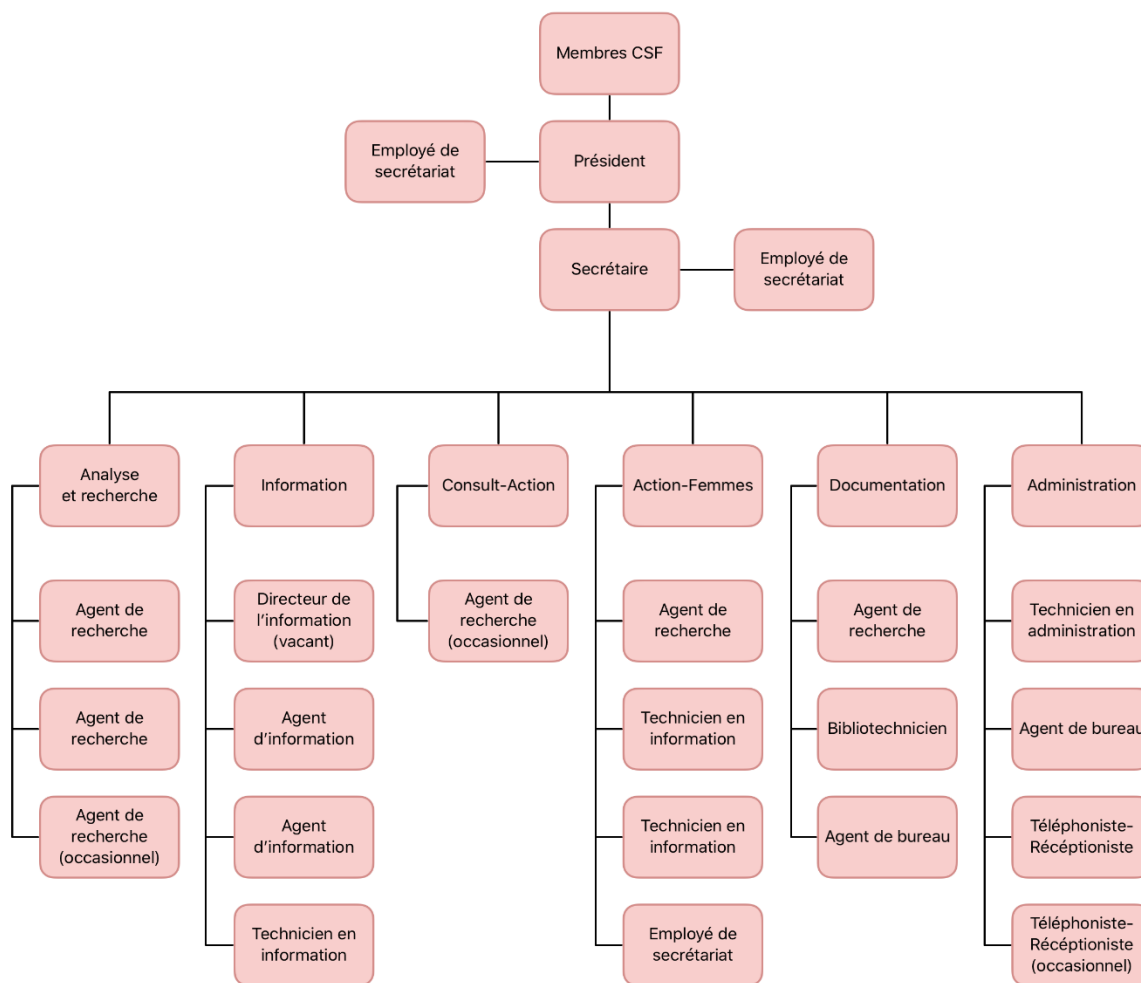 Membres CSF
Employé de
secrétariat
Président
Secrétaire
Employé de
secrétariat
Analyse
et recherche
Information
Consult-Action
Action-Femmes
Documentation
Administration
Agent de
recherche
Directeur de
l’information
(vacant)
Agent de
recherche
(occasionnel)
Agent de
recherche
Agent de
recherche
Technicien en
administration
Agent de
recherche
Agent
d’information
Technicien en
information
Bibliotechnicien
Agent de bureau
Agent de
recherche
(occasionnel)
Agent
d’information
Technicien en
information
Agent de bureau
Téléphoniste-
Récéptioniste
Technicien en
information
Employé de
secrétariat
Téléphoniste-
Récéptioniste
(occasionnel)